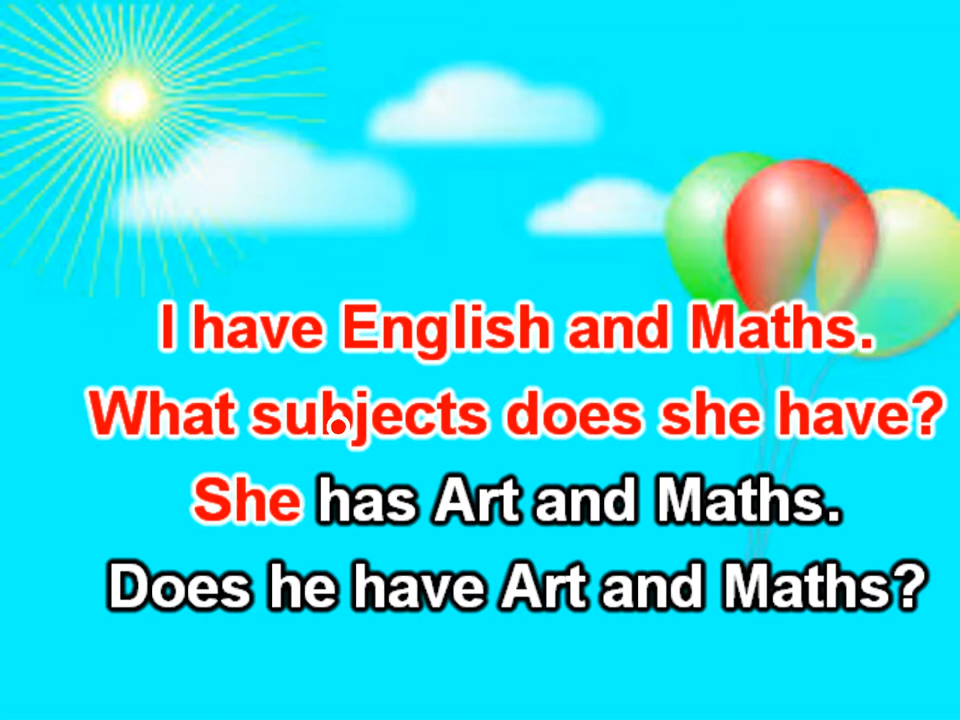 I have English and Maths.
What subjects does she have?
She has Art and Maths.
Does he have Art and Maths?